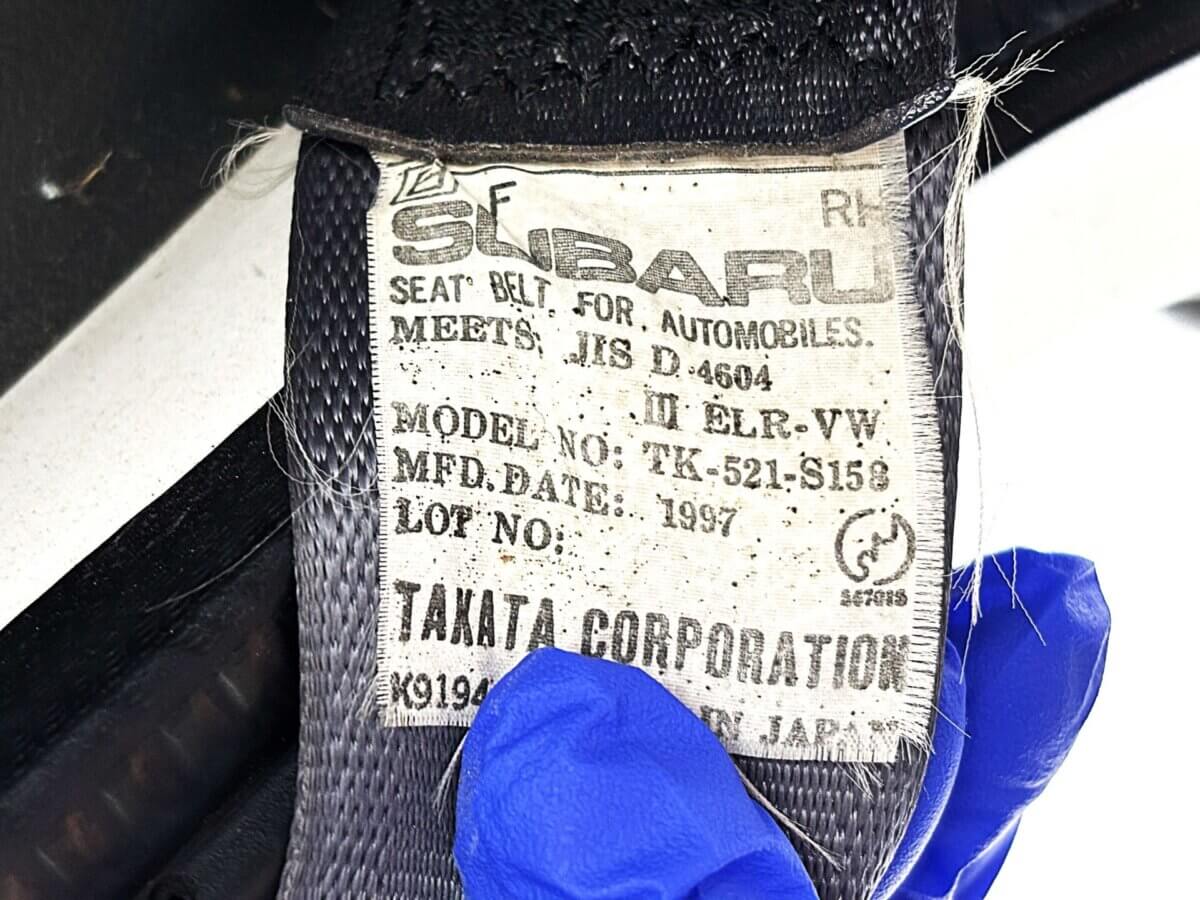 F RH
SUBARU
SEAT BELT. FOR. AUTOMOBILES.
MEETS: JIS D 4604
III ELR-VW
MODEL NO: TK-521-S158
MFD. DATE: 1997
LOT NO:
TAKATA CORPORATION
K9194 IN JAPAN